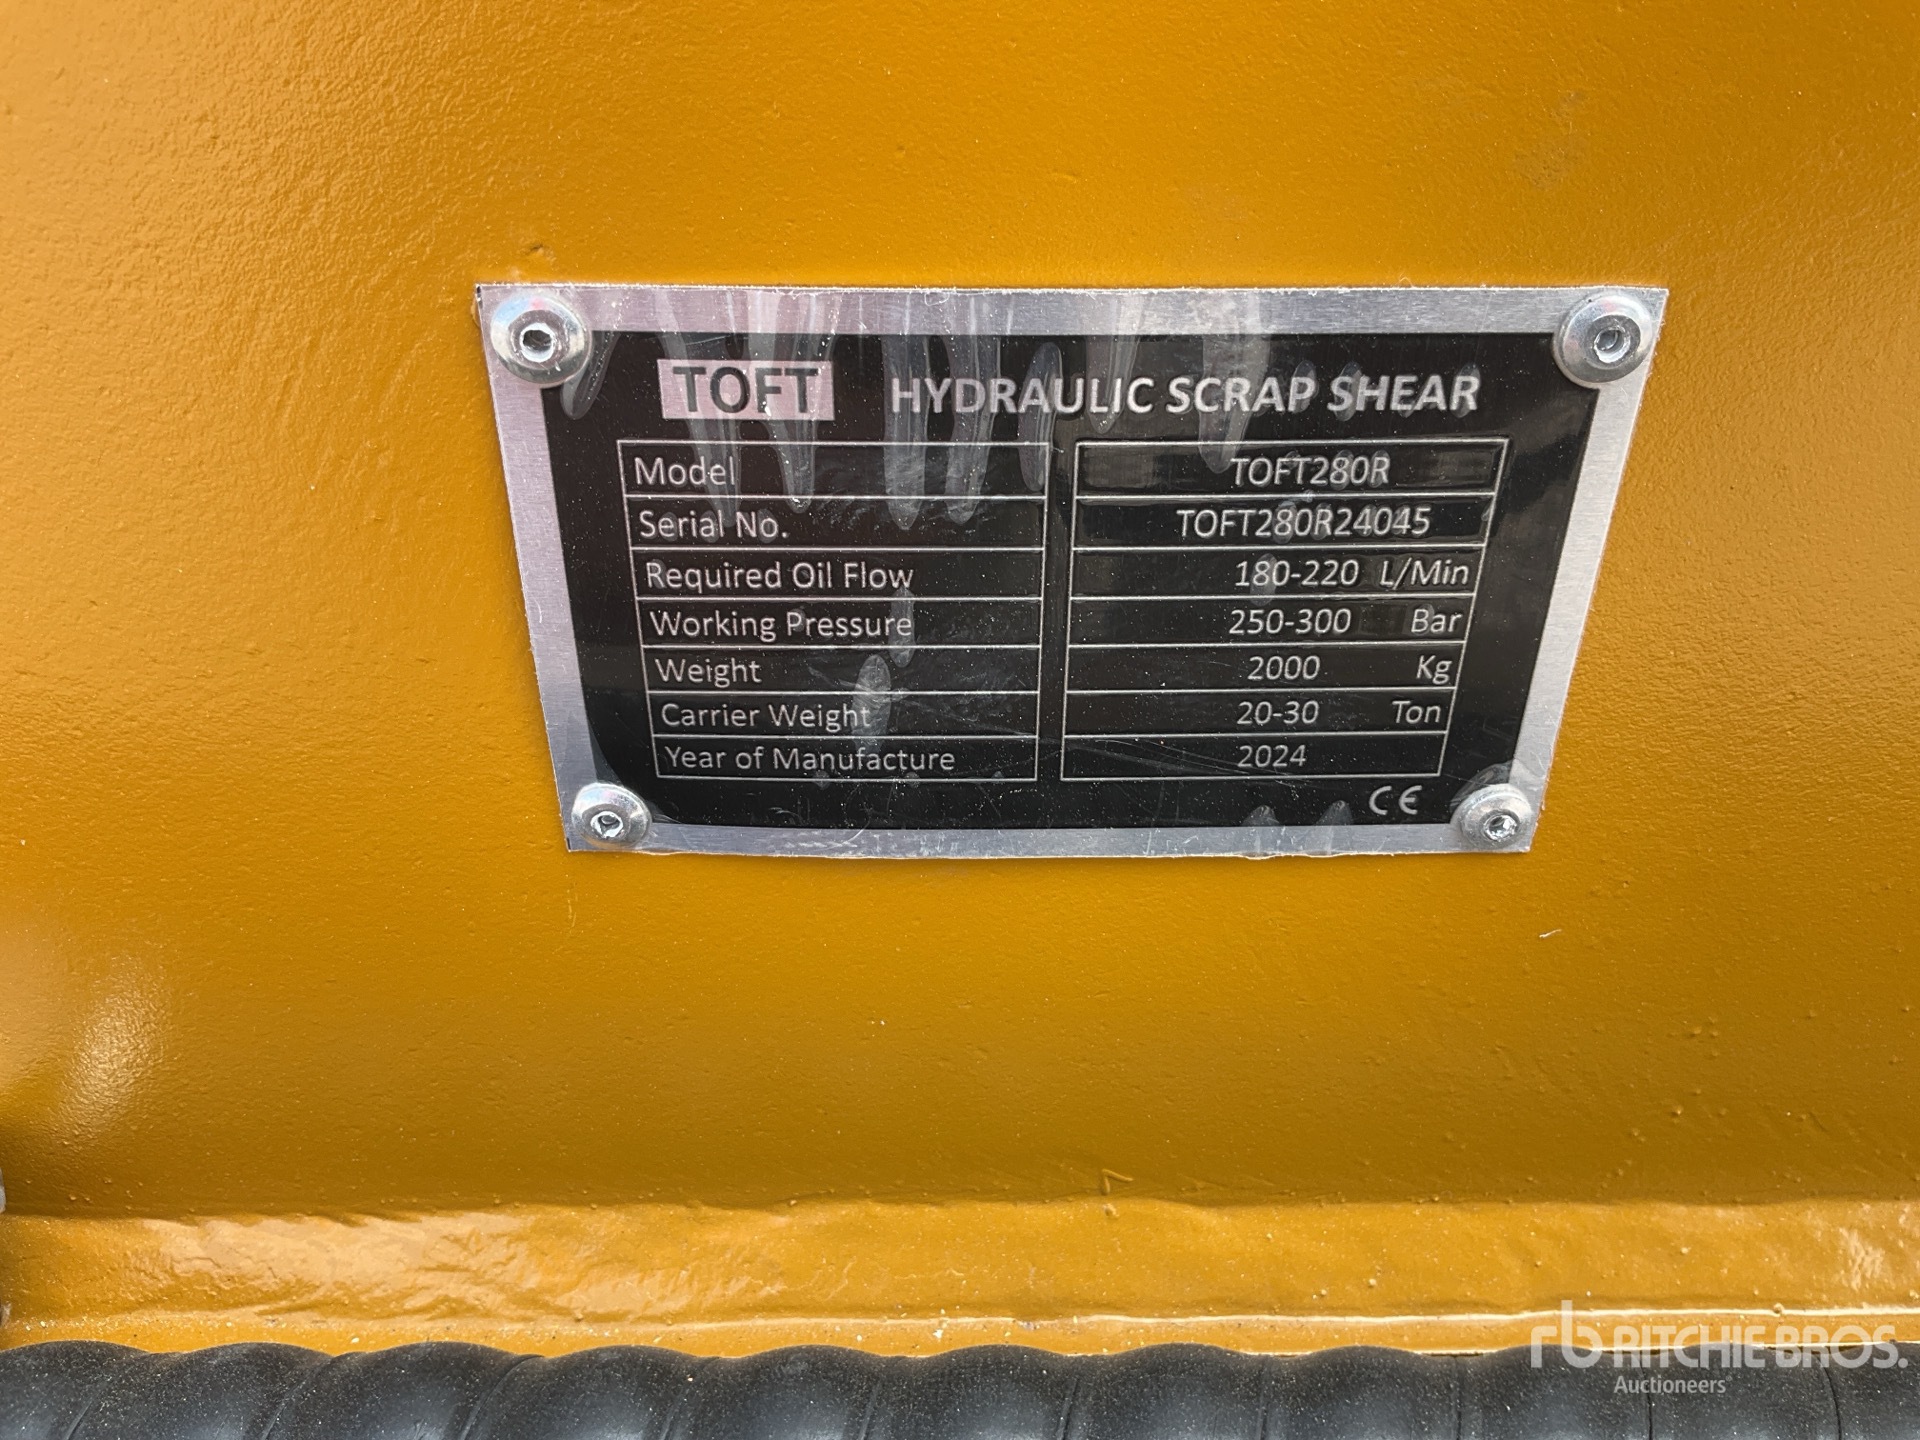 TOFT HYDRAULIC SCRAP SHEAR
Model TOFT280R
Serial No. TOFT280R24045
Required Oil Flow 180-220 L/Min
Working Pressure 250-300 Bar
Weight 2000 Kg
Carrier Weight 20-30 Ton
Year of Manufacture 2024
CE
rb RITCHIE BROS.
Auctioneers